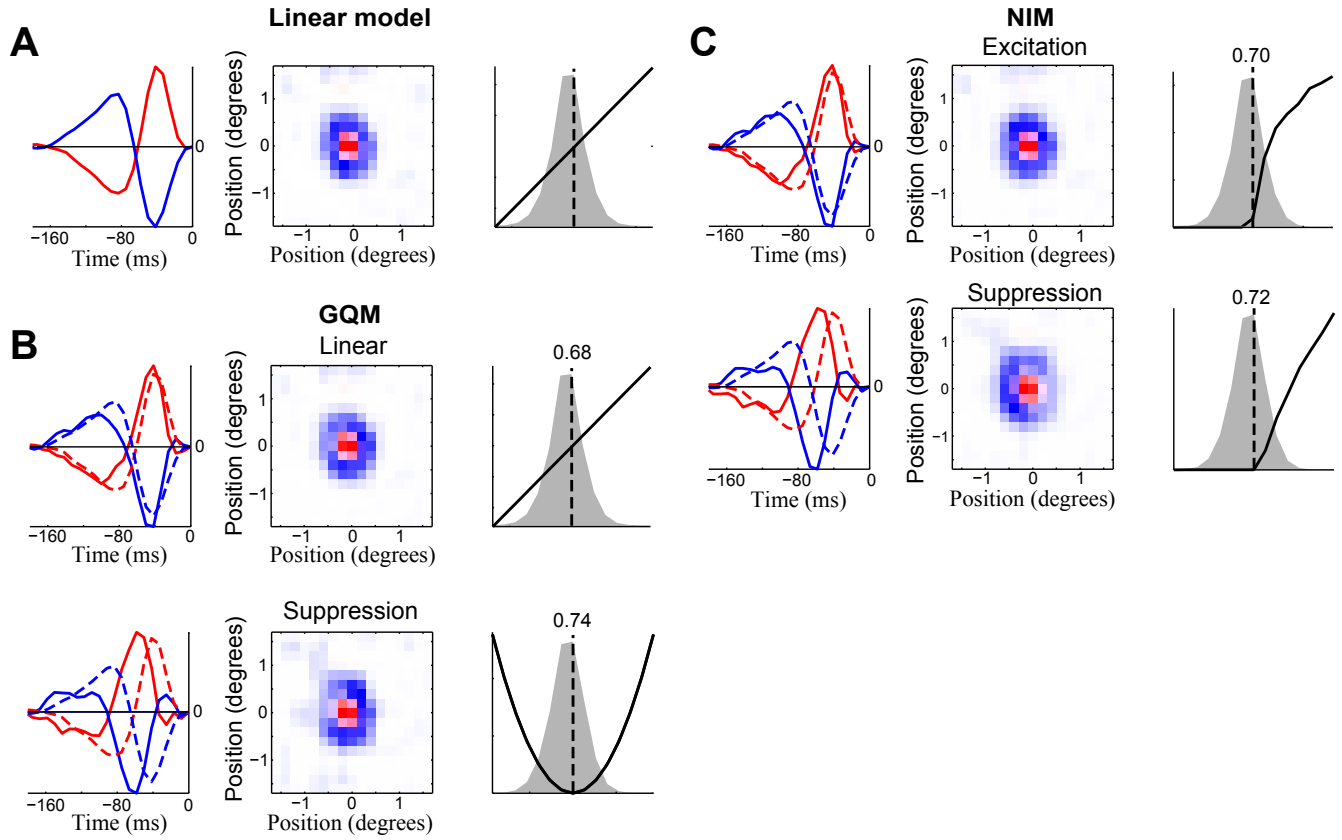 A
Linear model
0
−160
−80
0
Time (ms)
Position (degrees)
1
0
−1
−1
0
1
Position (degrees)
B
GQM
Linear
0
−160
−80
0
Time (ms)
Position (degrees)
1
0
−1
−1
0
1
Position (degrees)
0.68
Suppression
0
−160
−80
0
Time (ms)
Position (degrees)
1
0
−1
−1
0
1
Position (degrees)
0.74
C
NIM
Excitation
0
−160
−80
0
Time (ms)
Position (degrees)
1
0
−1
−1
0
1
Position (degrees)
0.70
Suppression
0
−160
−80
0
Time (ms)
Position (degrees)
1
0
−1
−1
0
1
Position (degrees)
0.72